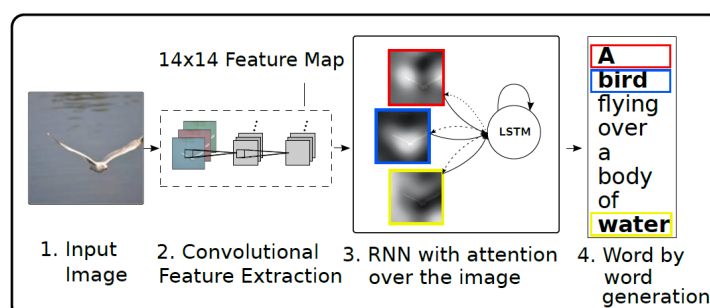 14x14 Feature Map
LSTM
A
bird
flying
over
a
body
of
water
1. Input
Image
2. Convolutional
Feature Extraction
3. RNN with attention
over the image
4. Word by
word
generation